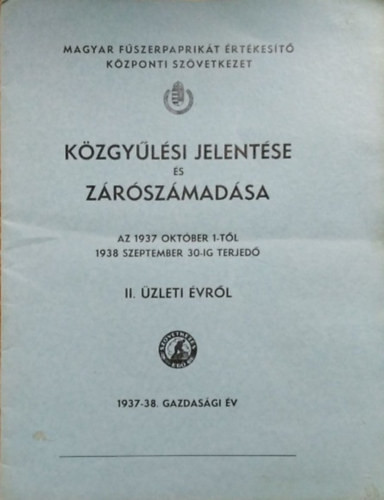 MAGYAR FŰSZERPAPRIKÁT ÉRTÉKESÍTŐ
KÖZPONTI SZÖVETKEZET
KÖZGYŰLÉSI JELENTÉSE
ÉS
ZÁRÓSZÁMADÁSA
AZ 1937 OKTÓBER 1-TŐL
1938 SZEPTEMBER 30-IG TERJEDŐ
II. ÜZLETI ÉVRŐL
SZÖVETKEZÉS
1937-38. GAZDASÁGI ÉV